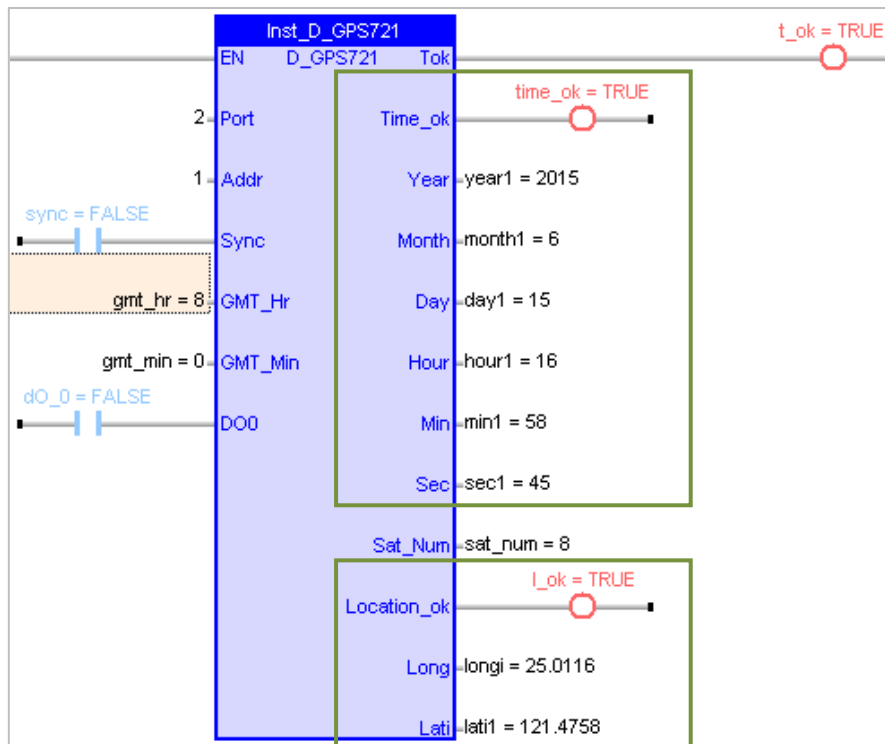 Inst_D_GPS721
t_ok = TRUE
EN D_GPS721 Tok
time_ok = TRUE
2 Port Time_ok
1 Addr Year year1 = 2015
sync = FALSE
Sync Month month1 = 6
gmt_hr = 8 GMT_Hr Day day1 = 15
gmt_min = 0 GMT_Min Hour hour1 = 16
dO_0 = FALSE
DO0 Min min1 = 58
Sec sec1 = 45
Sat_Num sat_num = 8
l_ok = TRUE
Location_ok
Long longi = 25.0116
Lati lati1 = 121.4758